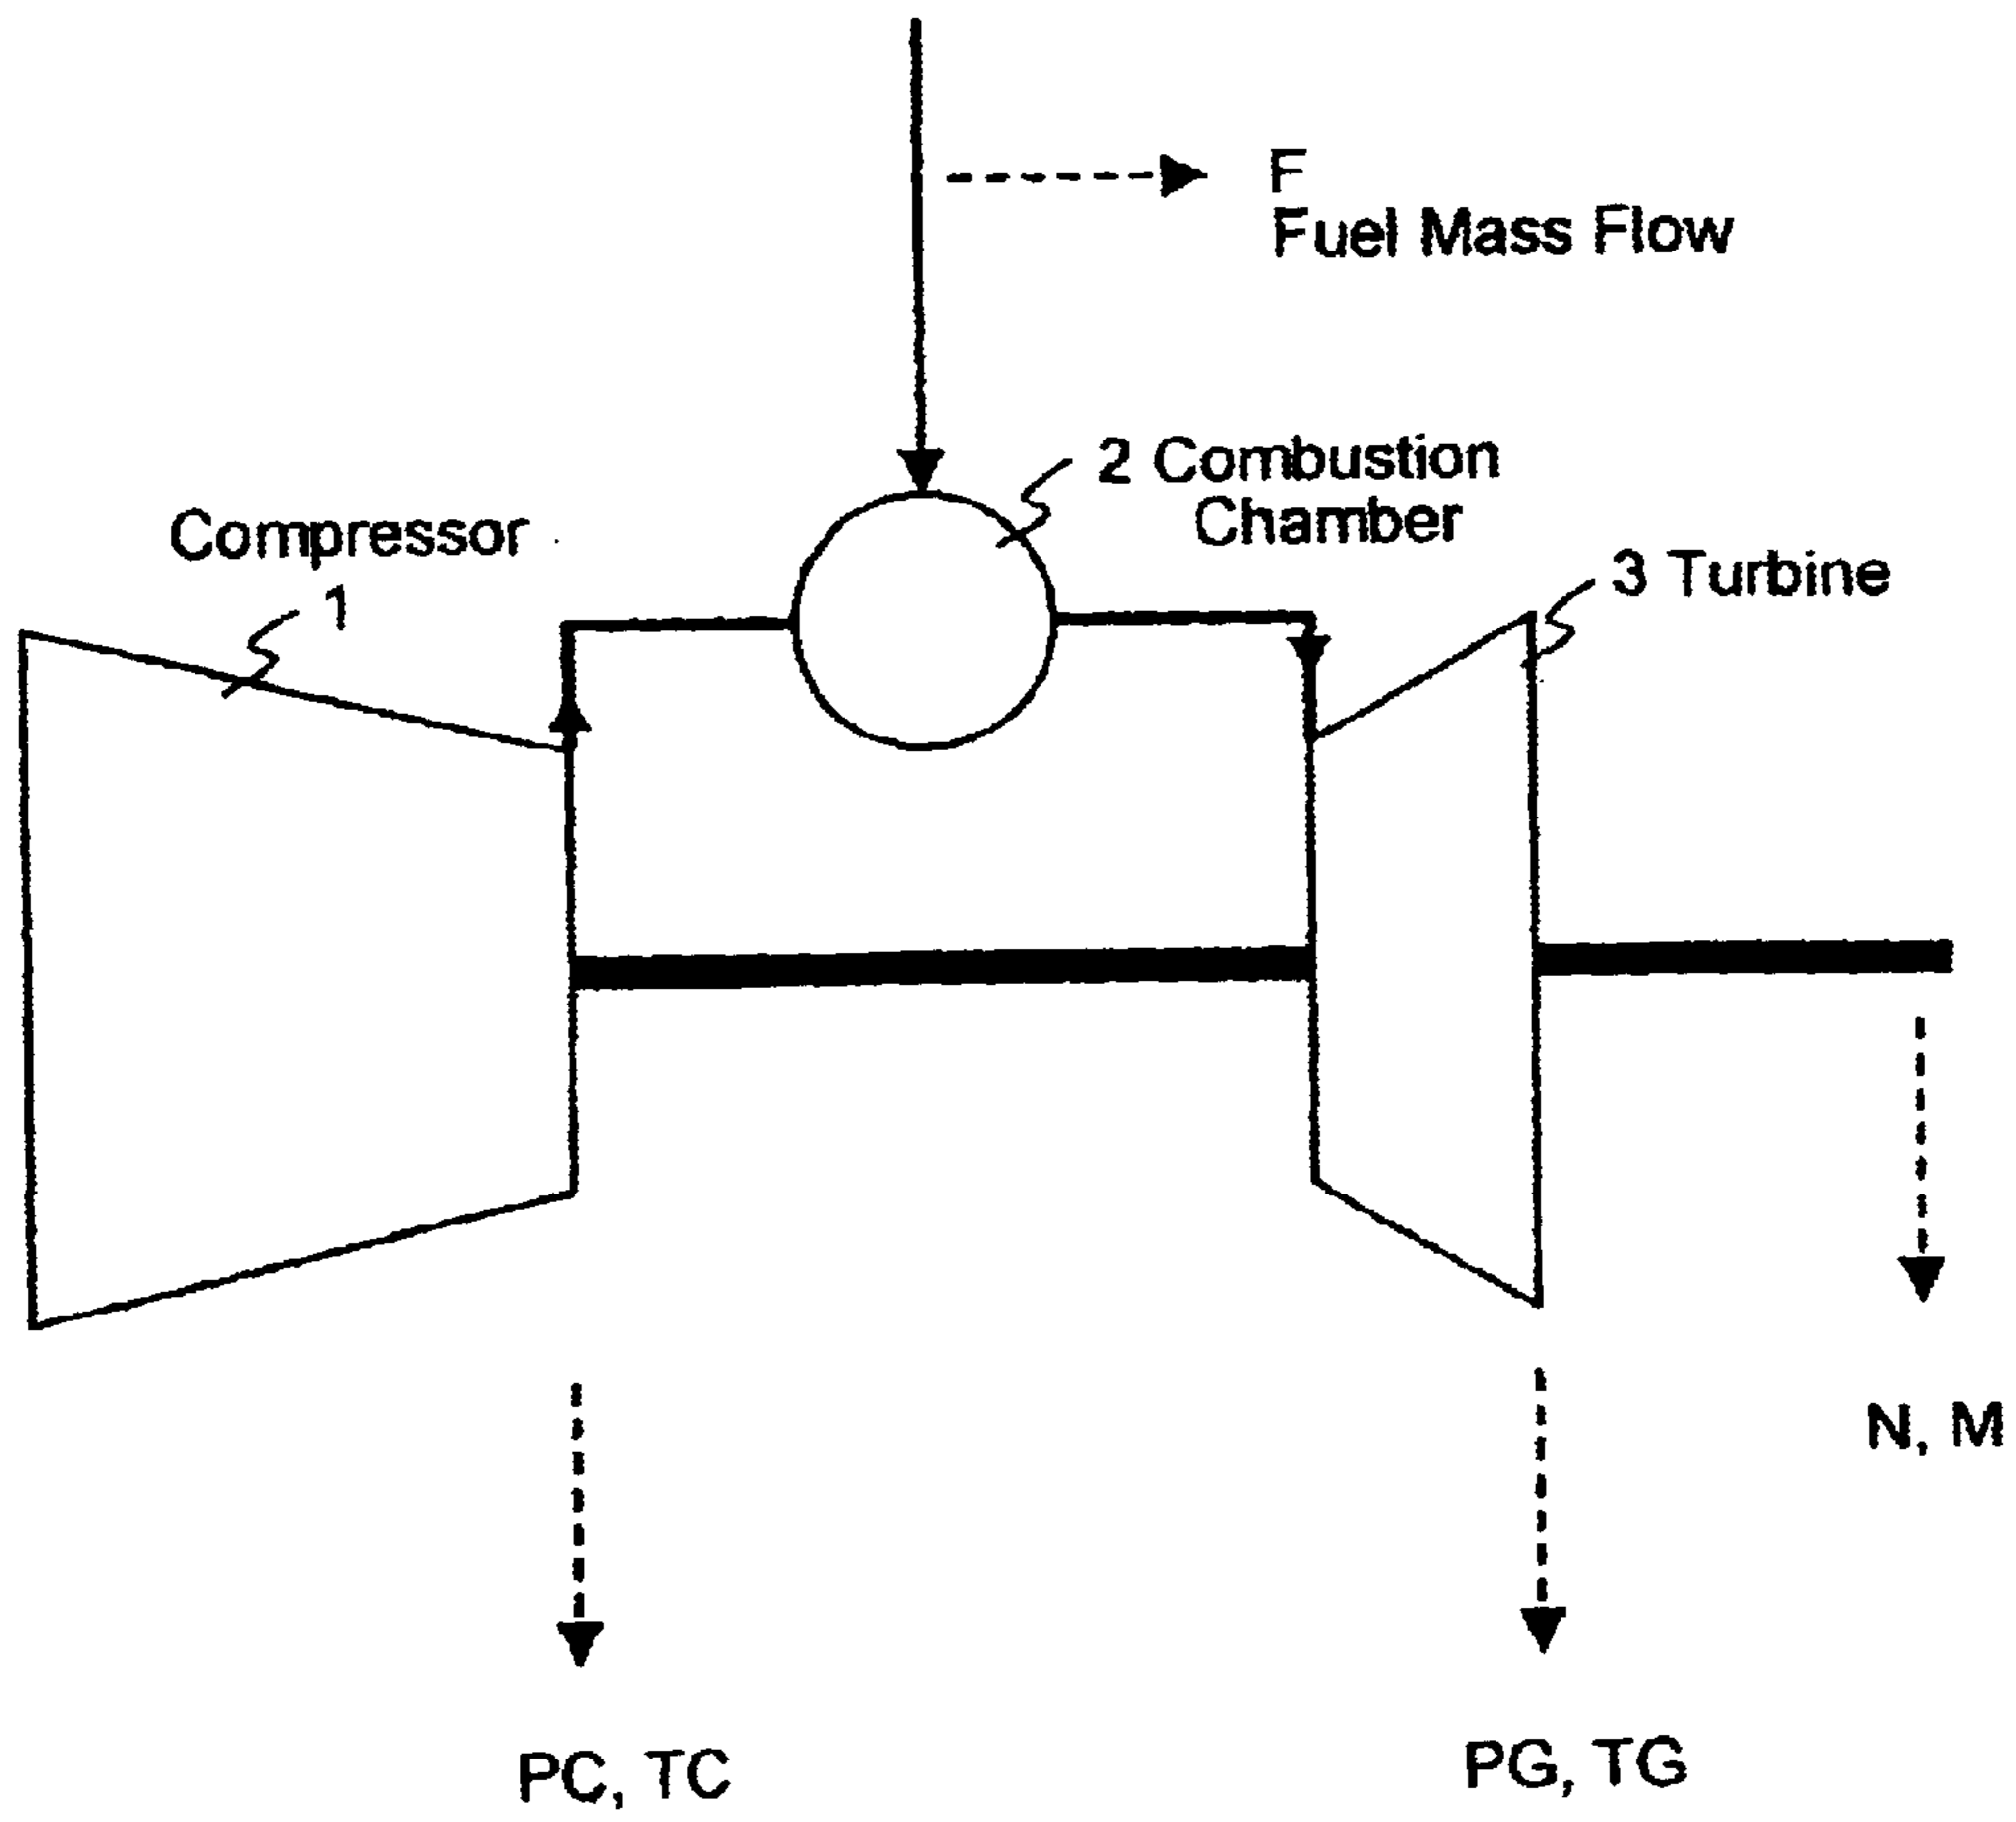 F
Fuel Mass Flow
2 Combustion
Chamber
Compressor
1
3 Turbine
N, M
PC, TC
PG, TG